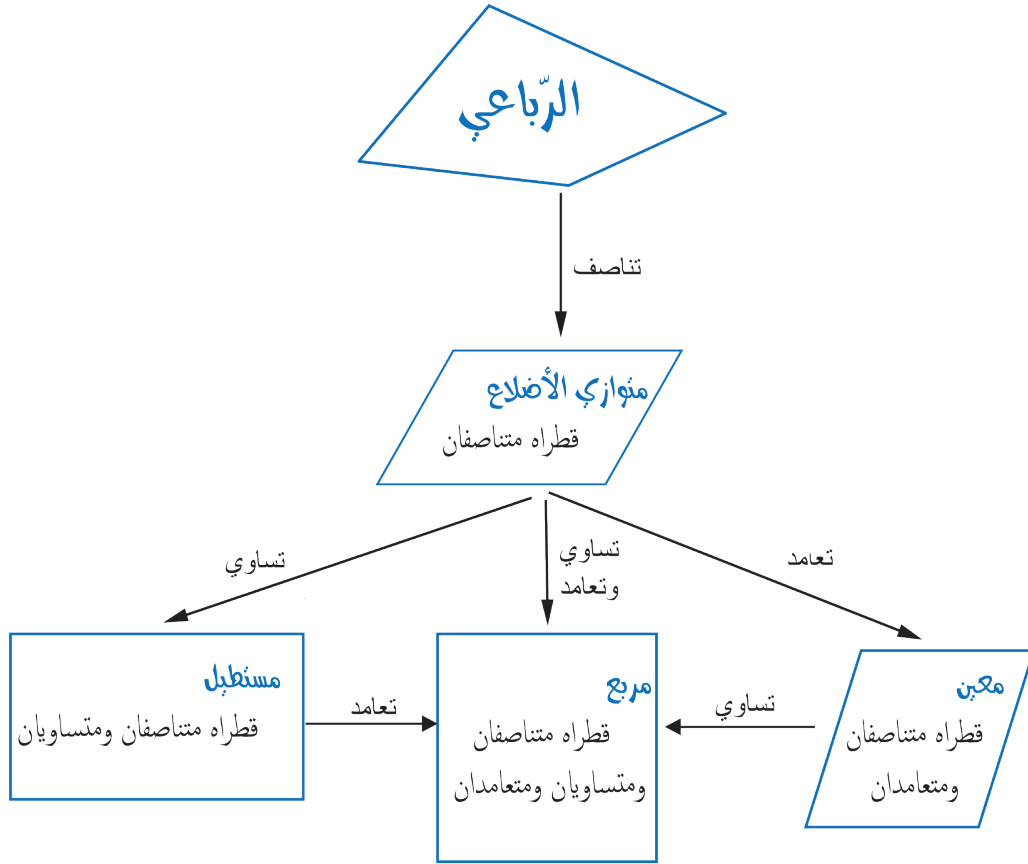 الرّباعي
تناصف
متوازي الأضلاع
قطراه متناصفان
تعامد
تساوي
وتعامد
تساوي
معين
قطراه متناصفان
ومتعامدان
تساوي
مربع
قطراه متناصفان
ومتساويان ومتعامدان
تعامد
مستطيل
قطراه متناصفان ومتساويان